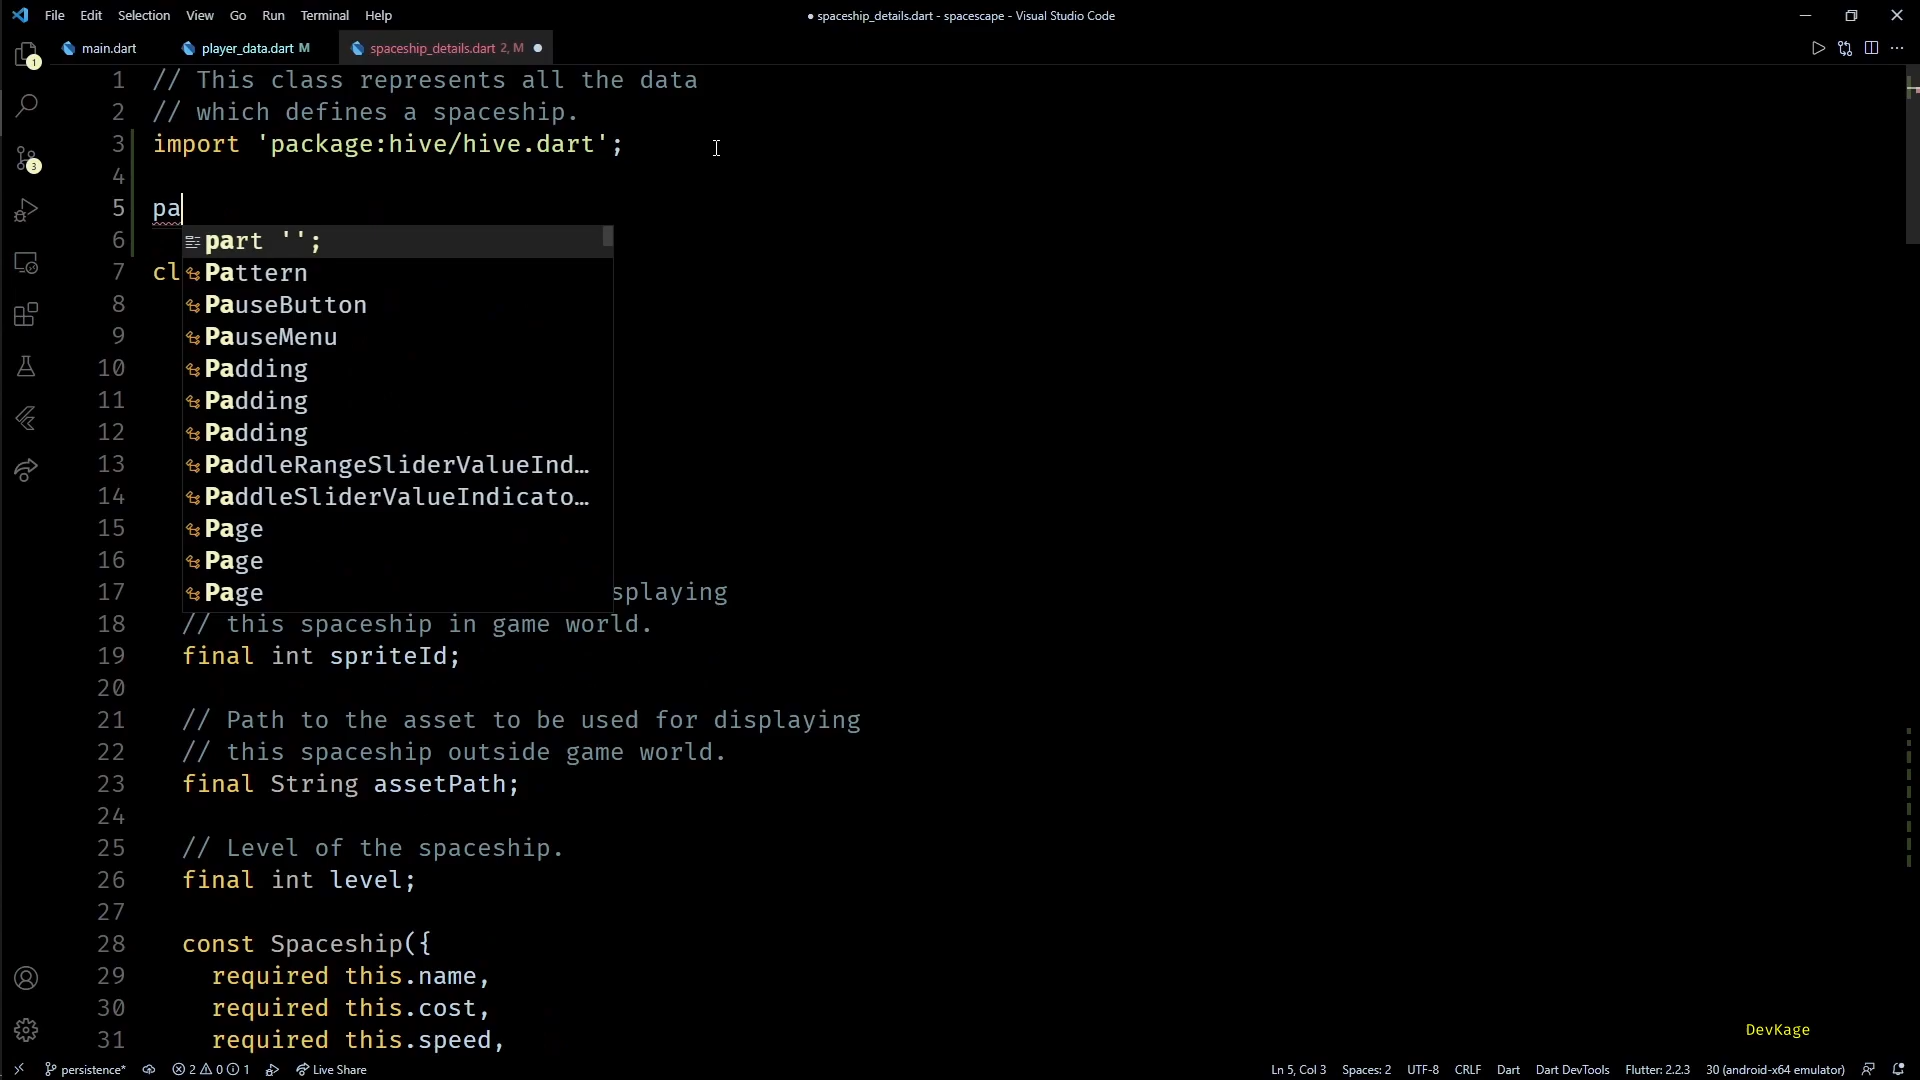 File Edit Selection View Go Run Terminal Help
● spaceship_details.dart - spacescape - Visual Studio Code
main.dart
player_data.dart M
spaceship_details.dart 2, M
1 // This class represents all the data
2 // which defines a spaceship.
3 import 'package:hive/hive.dart';
4
5 pa
6 part '';
7 cl Pattern
8 PauseButton
9 PauseMenu
10 Padding
11 Padding
12 Padding
13 PaddleRangeSliderValueInd…
14 PaddleSliderValueIndicato…
15 Page
16 Page
17 Page splaying
18 // this spaceship in game world.
19 final int spriteId;
20
21 // Path to the asset to be used for displaying
22 // this spaceship outside game world.
23 final String assetPath;
24
25 // Level of the spaceship.
26 final int level;
27
28 const Spaceship({
29 required this.name,
30 required this.cost,
31 required this.speed,
1
3
DevKage
persistence* 2 0 1 Live Share
Ln 5, Col 3 Spaces: 2 UTF-8 CRLF Dart Dart DevTools Flutter: 2.2.3 30 (android-x64 emulator)